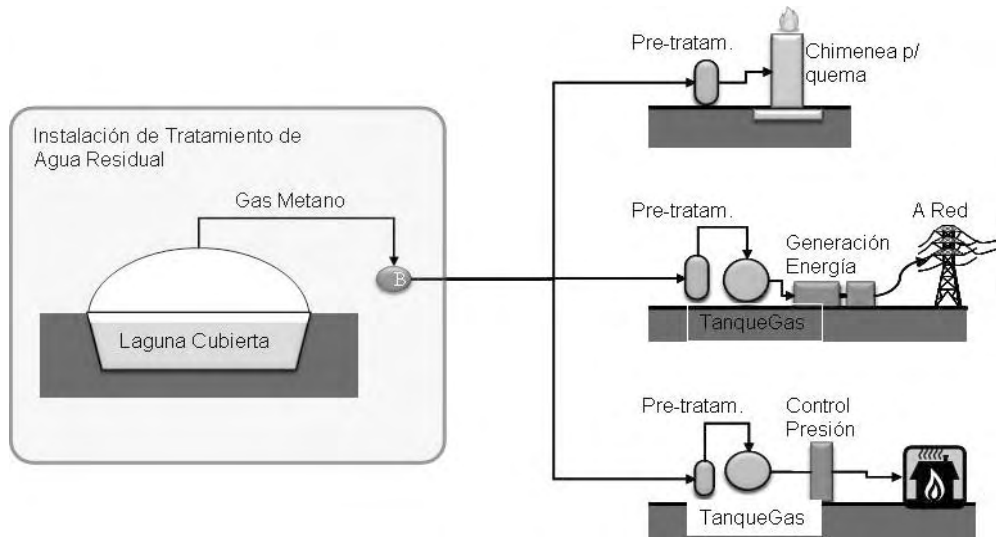 Pre-tratam.
Chimenea p/
quema
Instalación de Tratamiento de
Agua Residual
Gas Metano
B
Laguna Cubierta
Pre-tratam.
A Red
Generación
Energía
TanqueGas
Pre-tratam.
Control
Presión
TanqueGas